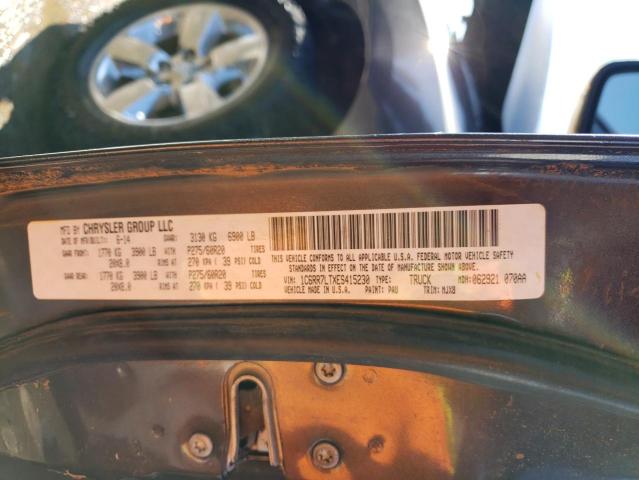 MFD BY CHRYSLER GROUP LLC
DATE OF MFR/BUILT: 6-14 GVWR: 3130 KG 6900 LB
GAWR FRONT: 1770 KG 3900 LB WITH P275/60R20 TIRES
20X8.0 RIMS AT 270 KPA ( 39 PSI) COLD
GAWR REAR: 1770 KG 3900 LB WITH P275/60R20 TIRES
20X8.0 RIMS AT 270 KPA ( 39 PSI) COLD
THIS VEHICLE CONFORMS TO ALL APPLICABLE U.S.A. FEDERAL MOTOR VEHICLE SAFETY
STANDARDS IN EFFECT ON THE DATE OF MANUFACTURE SHOWN ABOVE.
VIN: 1C6RR7LTXES415230 TYPE: TRUCK MDH: 062921 070AA
VEHICLE MADE IN U.S.A. PAINT: PAU TRIM: MJX8